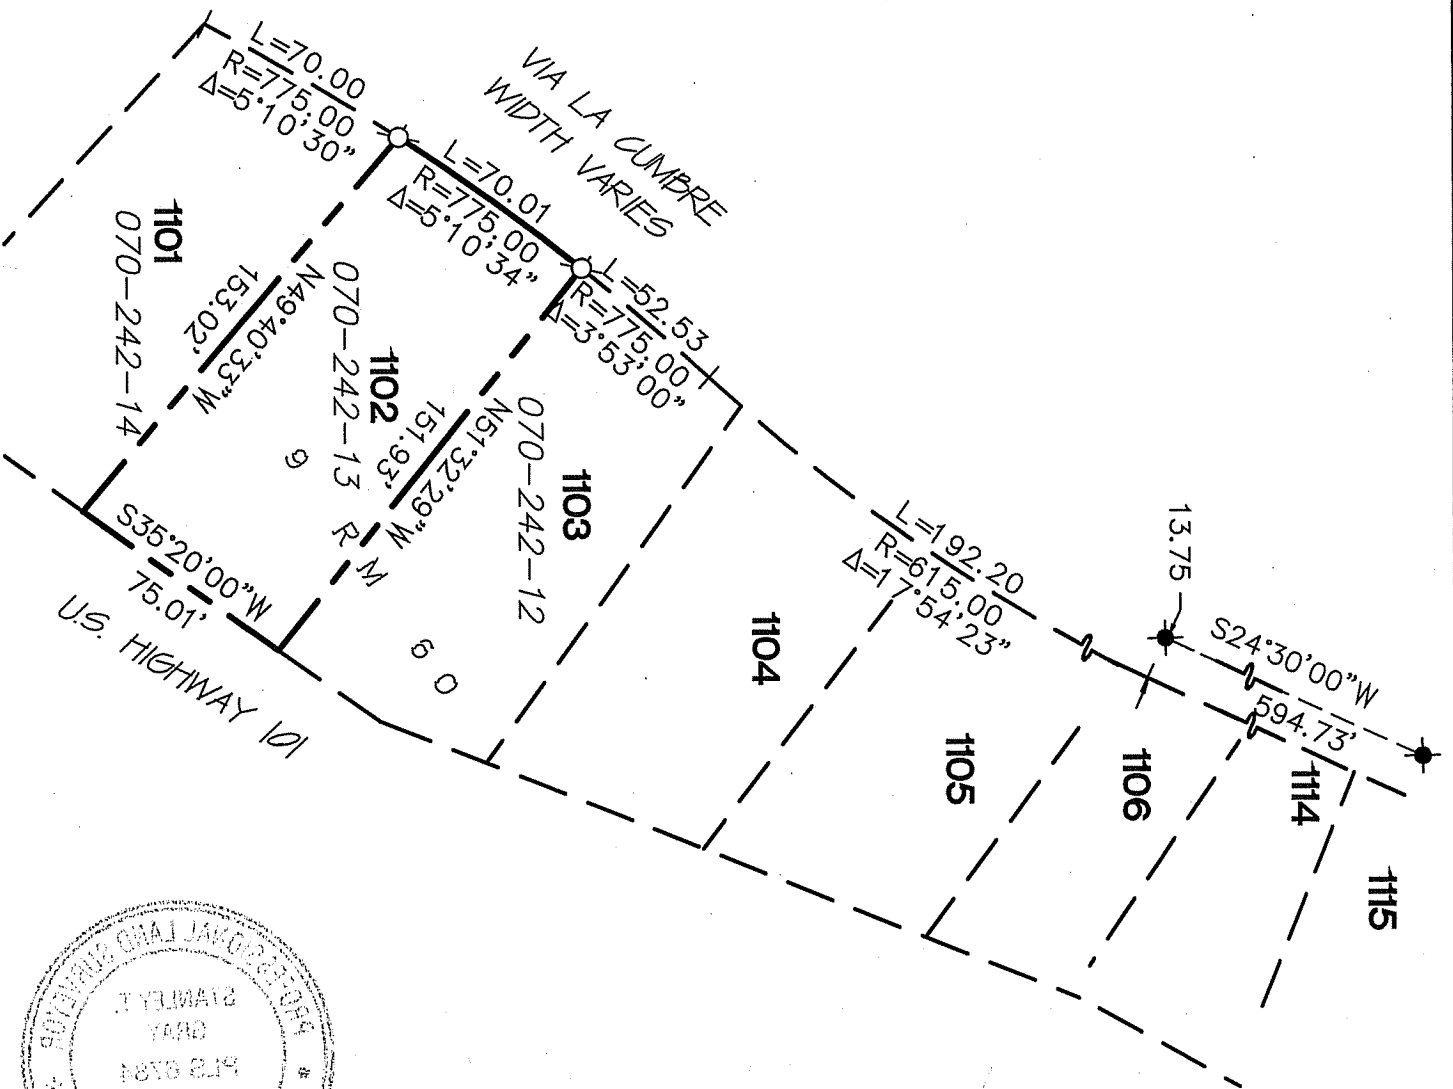 L=70.00
R=775.00
Δ=5°10'30"
VIA LA CUMBRE
WIDTH VARIES
L=70.01
R=775.00
Δ=5°10'34"
L=52.53
R=775.00
Δ=3°53'00"
L=192.20
R=615.00
Δ=17°54'23"
13.75
S24°30'00"W
594.73'
1101
070-242-14
N49°40'33"W
153.02'
1102
070-242-13
N51°32'29"W
151.93'
1103
070-242-12
1104
1105
1106
1114
1115
9 R M 60
S35°20'00"W
75.01'
U.S. HIGHWAY 101
PROFESSIONAL LAND SURVEYOR
STANLEY T.
GRAY
PLS 6784